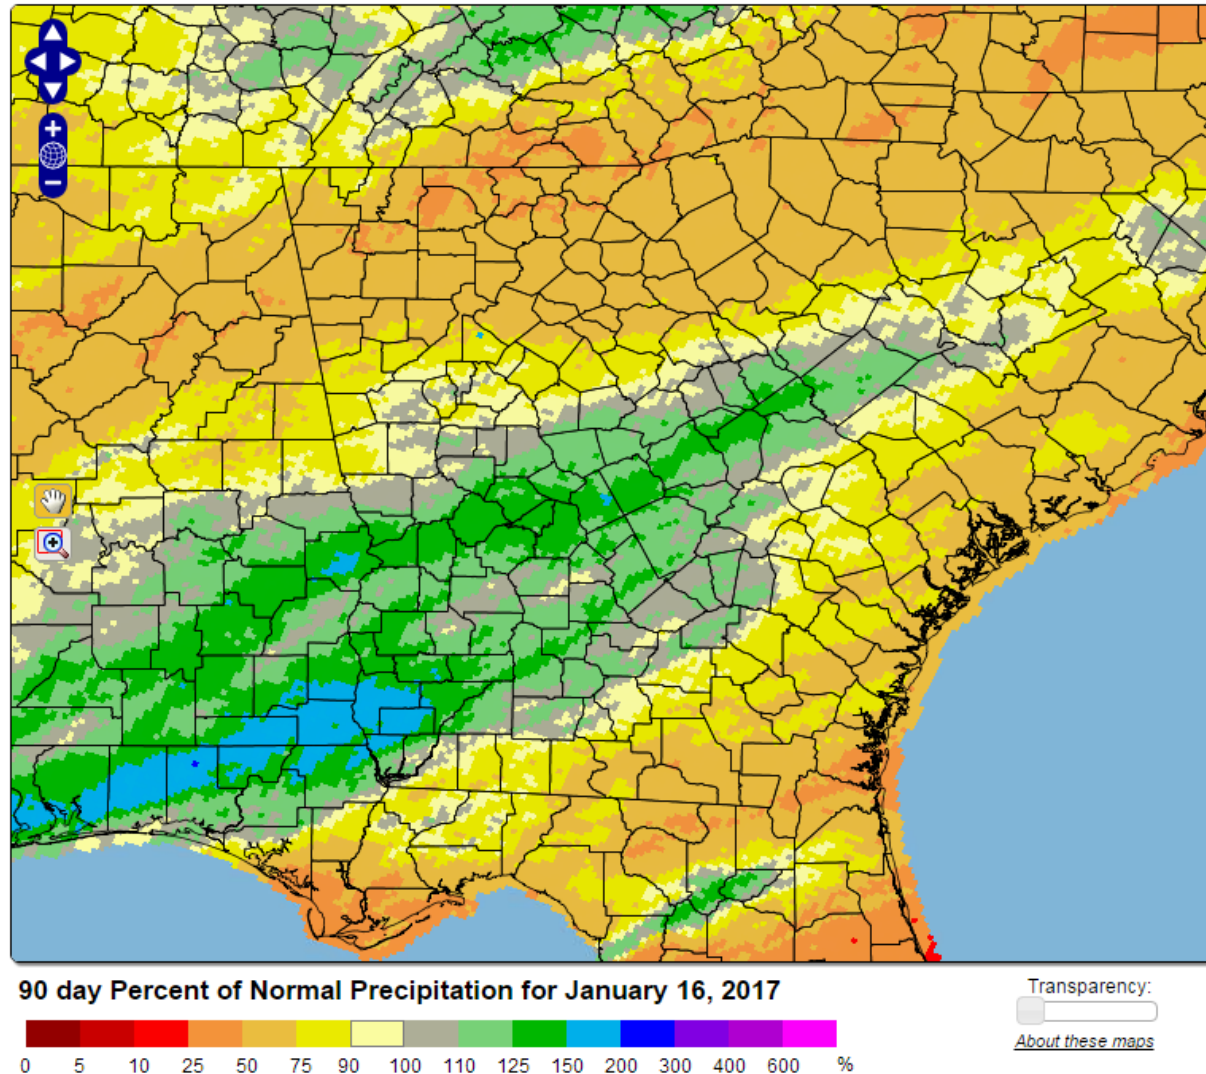 90 day Percent of Normal Precipitation for January 16, 2017
Transparency:
About these maps
0 5 10 25 50 75 90 100 110 125 150 200 300 400 600 %